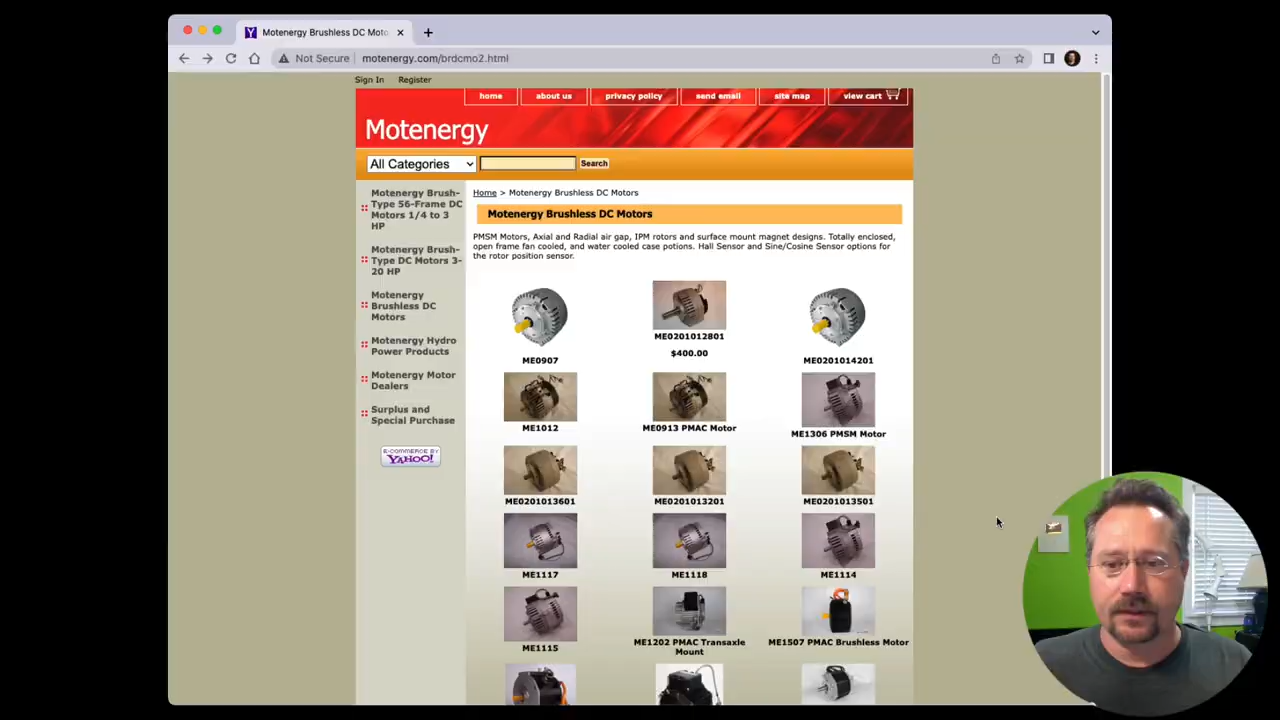 Motenergy Brushless DC Moto
Not Secure
motenergy.com/brdcmo2.html
Sign In Register
home about us privacy policy send email site map view cart
Motenergy
All Categories
Search
Motenergy Brush-
Type 56-Frame DC
Motors 1/4 to 3
HP
Motenergy Brush-
Type DC Motors 3-
20 HP
Motenergy
Brushless DC
Motors
Motenergy Hydro
Power Products
Motenergy Motor
Dealers
Surplus and
Special Purchase
E-COMMERCE BY
YAHOO!
Home > Motenergy Brushless DC Motors
Motenergy Brushless DC Motors
PMSM Motors, Axial and Radial air gap, IPM rotors and surface mount magnet designs. Totally enclosed,
open frame fan cooled, and water cooled case potions. Hall Sensor and Sine/Cosine Sensor options for
the rotor position sensor.
ME0907
ME0201012801
$400.00
ME0201014201
ME1012
ME0913 PMAC Motor
ME1306 PMSM Motor
ME0201013601
ME0201013201
ME0201013501
ME1117
ME1118
ME1114
ME1115
ME1202 PMAC Transaxle
Mount
ME1507 PMAC Brushless Motor